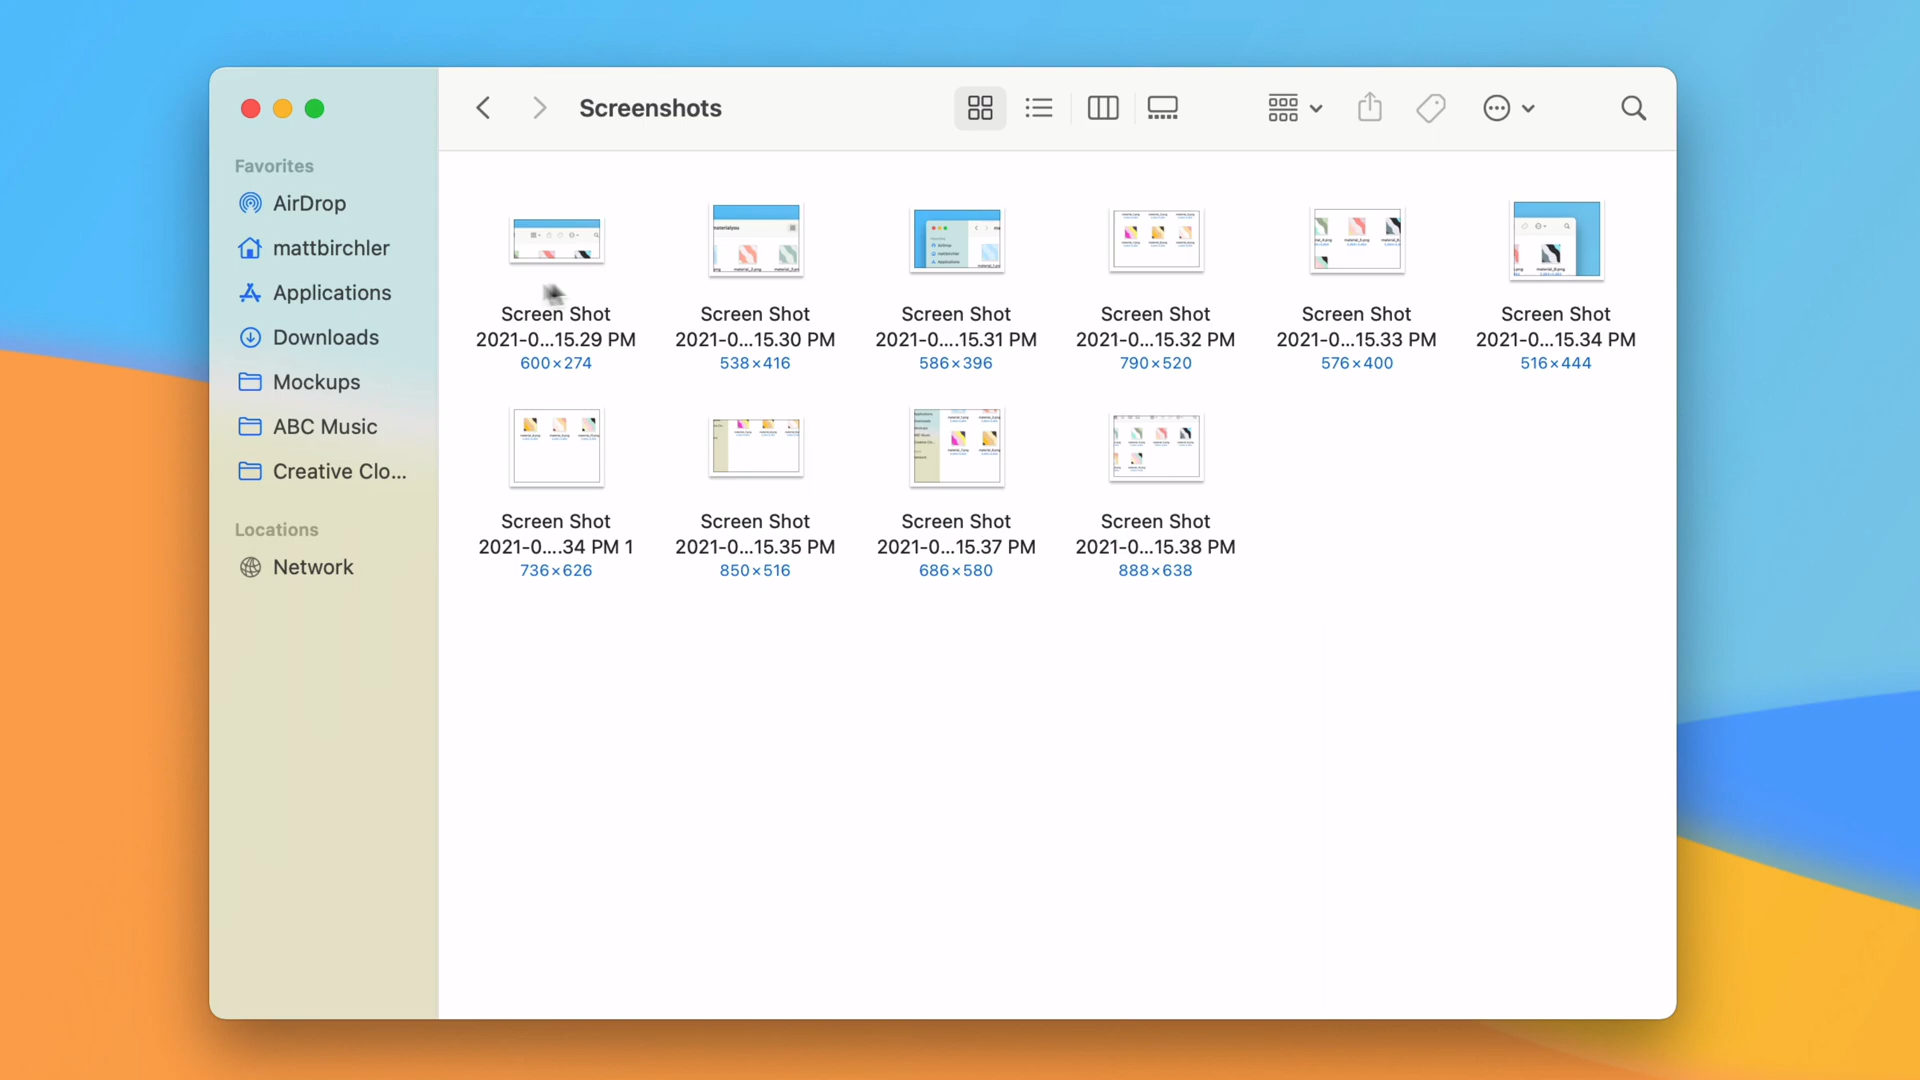 Screenshots
Favorites
AirDrop
mattbirchler
Applications
Downloads
Mockups
ABC Music
Creative Clo...
Locations
Network
Screen Shot
2021-0...15.29 PM
600×274
Screen Shot
2021-0...15.30 PM
538×416
Screen Shot
2021-0....15.31 PM
586×396
Screen Shot
2021-0...15.32 PM
790×520
Screen Shot
2021-0...15.33 PM
576×400
Screen Shot
2021-0...15.34 PM
516×444
Screen Shot
2021-0....34 PM 1
736×626
Screen Shot
2021-0...15.35 PM
850×516
Screen Shot
2021-0...15.37 PM
686×580
Screen Shot
2021-0...15.38 PM
888×638